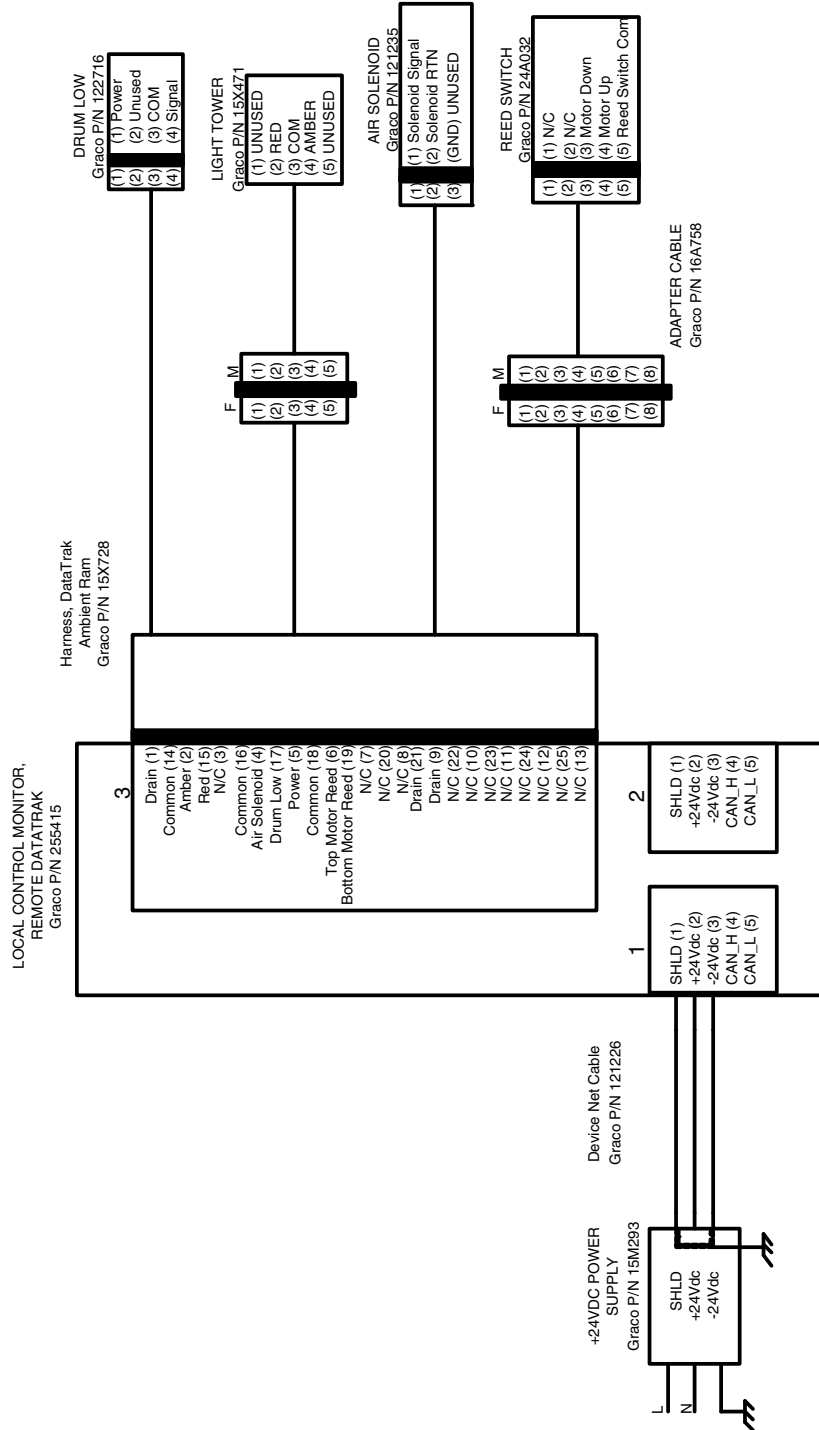 DRUM LOW
Graco P/N 122716
(1) (1) Power
(2) (2) Unused
(3) (3) COM
(4) (4) Signal
LIGHT TOWER
Graco P/N 15X471
(1) UNUSED
(2) RED
(3) COM
(4) AMBER
(5) UNUSED
AIR SOLENOID
Graco P/N 121235
(1) (1) Solenoid Signal
(2) (2) Solenoid RTN
(3) (GND) UNUSED
REED SWITCH
Graco P/N 24A032
(1) (1) N/C
(2) (2) N/C
(3) (3) Motor Down
(4) (4) Motor Up
(5) (5) Reed Switch Com
F M
(1) (1)
(2) (2)
(3) (3)
(4) (4)
(5) (5)
F M
(1) (1)
(2) (2)
(3) (3)
(4) (4)
(5) (5)
(6) (6)
(7) (7)
(8) (8)
ADAPTER CABLE
Graco P/N 16A758
Harness, DataTrak
Ambient Ram
Graco P/N 15X728
LOCAL CONTROL MONITOR,
REMOTE DATATRAK
Graco P/N 255415
3
Drain (1)
Common (14)
Amber (2)
Red (15)
N/C (3)
Common (16)
Air Solenoid (4)
Drum Low (17)
Power (5)
Common (18)
Top Motor Reed (6)
Bottom Motor Reed (19)
N/C (7)
N/C (20)
N/C (8)
Drain (21)
Drain (9)
N/C (22)
N/C (10)
N/C (23)
N/C (11)
N/C (24)
N/C (12)
N/C (25)
N/C (13)
1
SHLD (1)
+24Vdc (2)
-24Vdc (3)
CAN_H (4)
CAN_L (5)
2
SHLD (1)
+24Vdc (2)
-24Vdc (3)
CAN_H (4)
CAN_L (5)
Device Net Cable
Graco P/N 121226
+24VDC POWER
SUPPLY
Graco P/N 15M293
SHLD
+24Vdc
-24Vdc
L
N